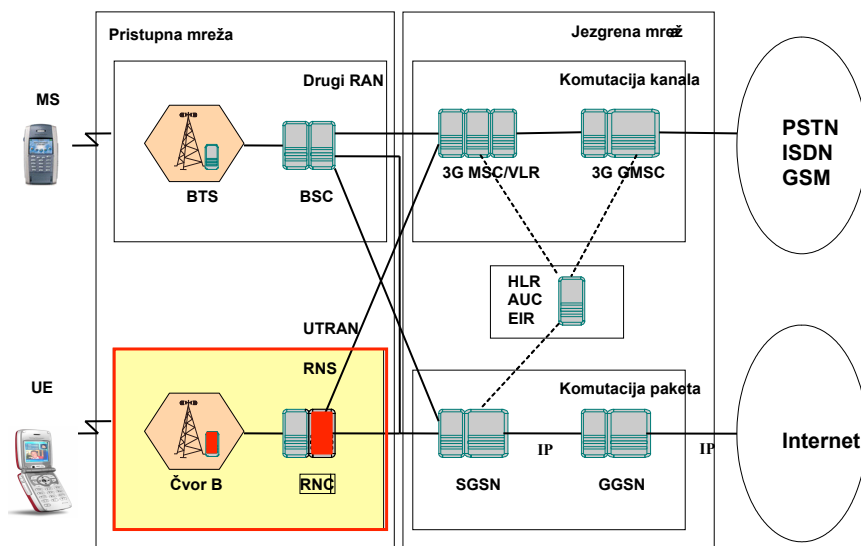 Pristupna mreža
Jezgrena mrež a
Drugi RAN
Komutacija kanala
MS
PSTN
ISDN
GSM
BTS
BSC
3G MSC/VLR
3G GMSC
HLR
AUC
EIR
UTRAN
RNS
Komutacija paketa
UE
Internet
IP
IP
Čvor B
RNC
SGSN
GGSN